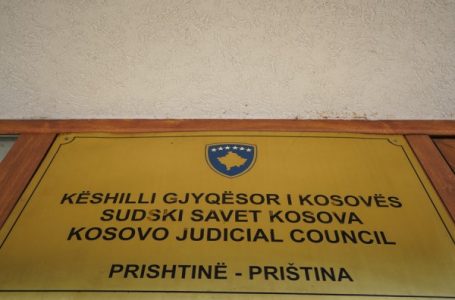 KËSHILLI GJYQËSOR I KOSOVËS
SUDSKI SAVET KOSOVA
KOSOVO JUDICIAL COUNCIL
PRISHTINË - PRIŠTINA